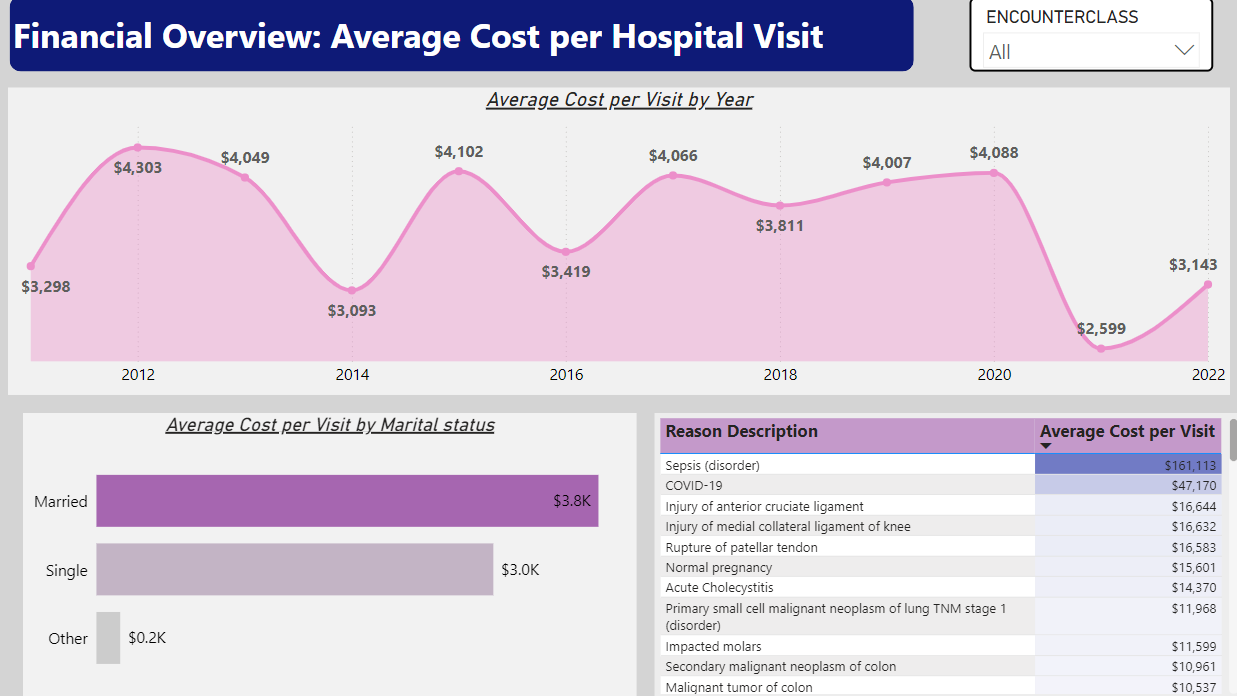 Financial Overview: Average Cost per Hospital Visit
ENCOUNTERCLASS
All
Average Cost per Visit by Year
$3,298
$4,303
$4,049
$3,093
$4,102
$3,419
$4,066
$3,811
$4,007
$4,088
$2,599
$3,143
2012
2014
2016
2018
2020
2022
Average Cost per Visit by Marital status
Married $3.8K
Single $3.0K
Other $0.2K
Reason Description Average Cost per Visit
Sepsis (disorder) $161,113
COVID-19 $47,170
Injury of anterior cruciate ligament $16,644
Injury of medial collateral ligament of knee $16,632
Rupture of patellar tendon $16,583
Normal pregnancy $15,601
Acute Cholecystitis $14,370
Primary small cell malignant neoplasm of lung TNM stage 1 $11,968
(disorder)
Impacted molars $11,599
Secondary malignant neoplasm of colon $10,961
Malignant tumor of colon $10,537